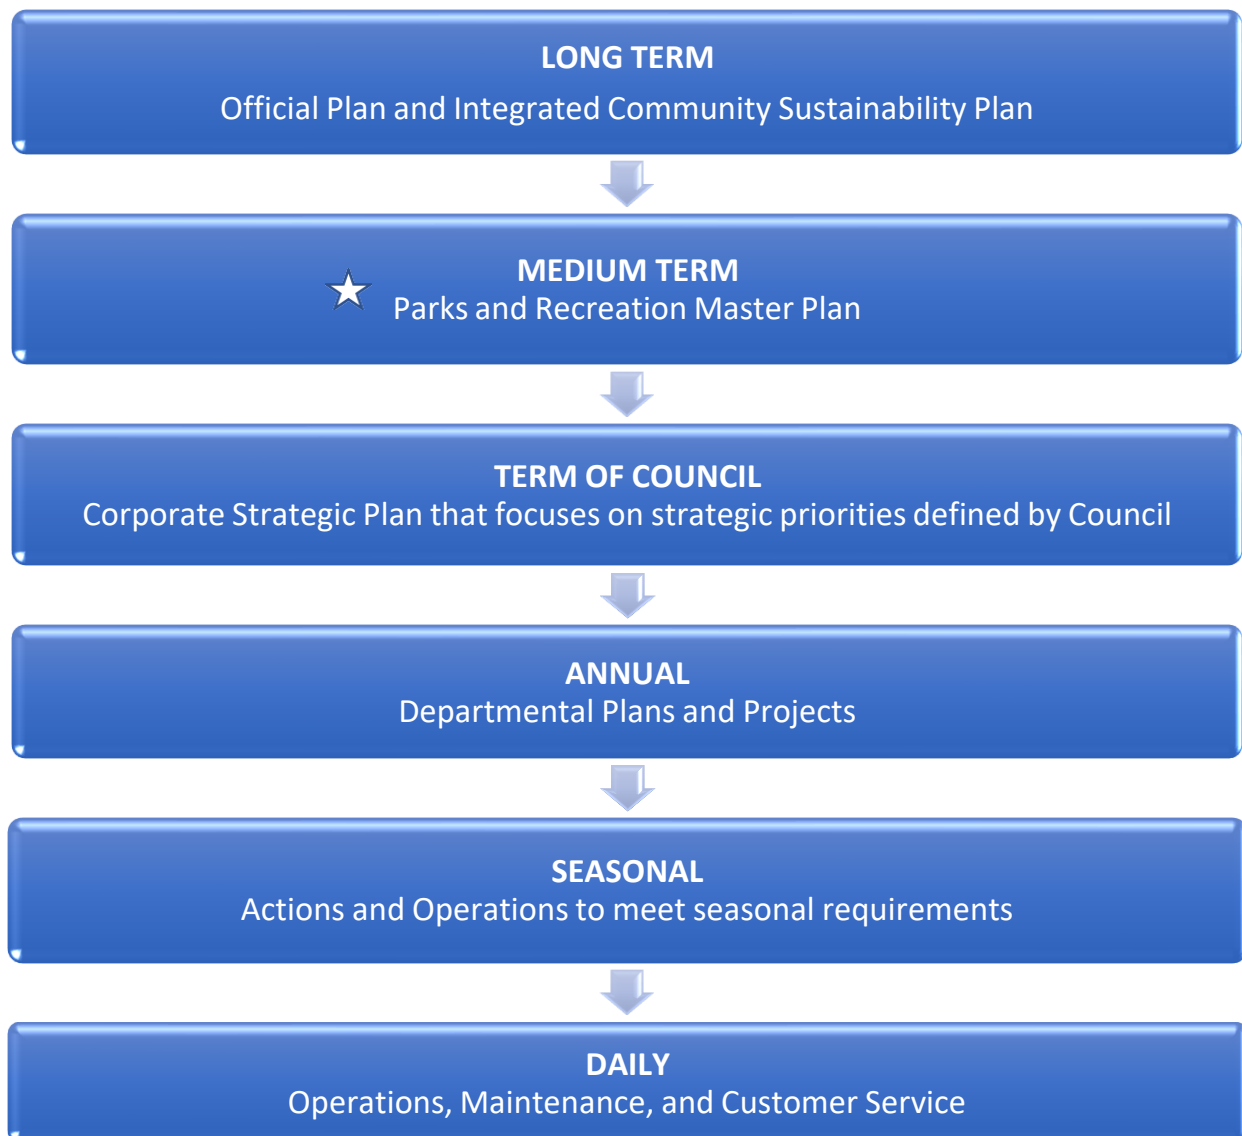 LONG TERM
Official Plan and Integrated Community Sustainability Plan
MEDIUM TERM
Parks and Recreation Master Plan
TERM OF COUNCIL
Corporate Strategic Plan that focuses on strategic priorities defined by Council
ANNUAL
Departmental Plans and Projects
SEASONAL
Actions and Operations to meet seasonal requirements
DAILY
Operations, Maintenance, and Customer Service